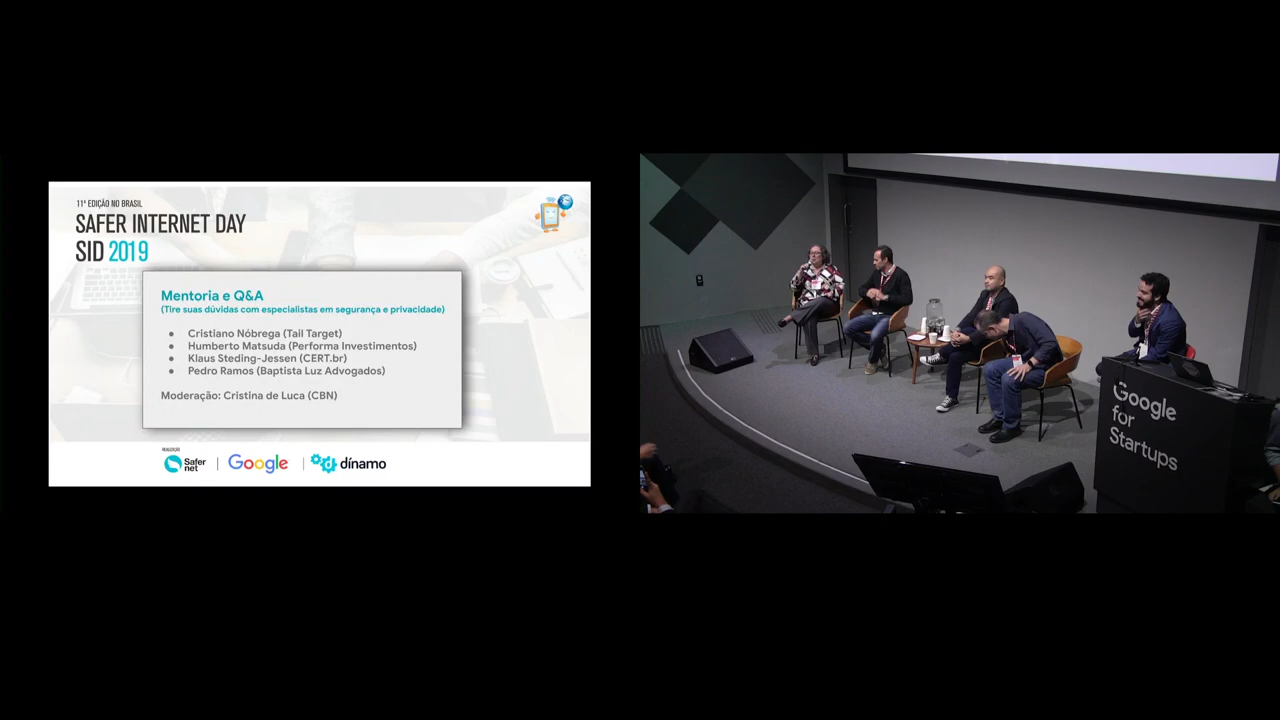 11ª EDIÇÃO NO BRASIL
SAFER INTERNET DAY
SID 2019
Mentoria e Q&A
(Tire suas dúvidas com especialistas em segurança e privacidade)
● Cristiano Nóbrega (Tail Target)
● Humberto Matsuda (Performa Investimentos)
● Klaus Steding-Jessen (CERT.br)
● Pedro Ramos (Baptista Luz Advogados)
Moderação: Cristina de Luca (CBN)
REALIZAÇÃO
Safer
net
Google
dínamo
Google
for
Startups